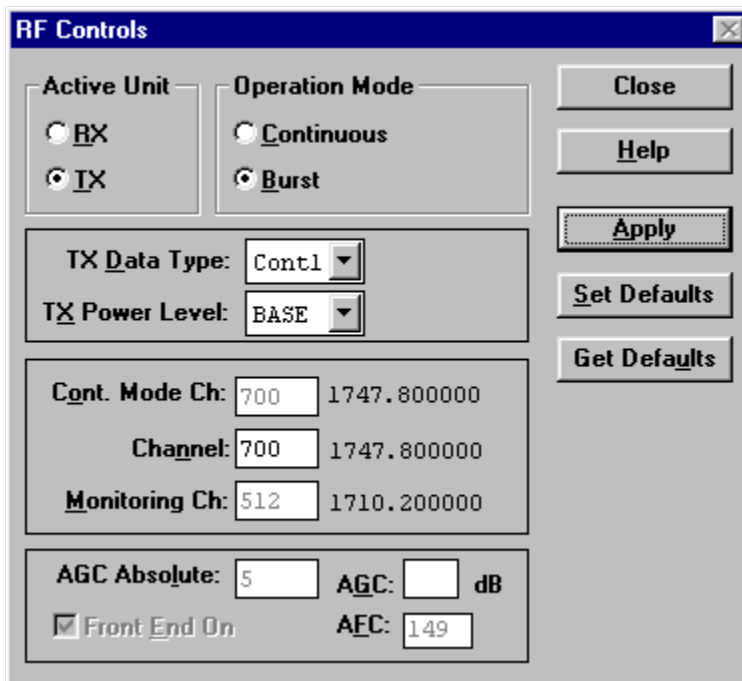 RF Controls
Active Unit
RX
TX
Operation Mode
Continuous
Burst
Close
Help
Apply
Set Defaults
Get Defaults
TX Data Type: Cont1
TX Power Level: BASE
Cont. Mode Ch: 700 1747.800000
Channel: 700 1747.800000
Monitoring Ch: 512 1710.200000
AGC Absolute: 5 AGC: dB
Front End On AFC: 149